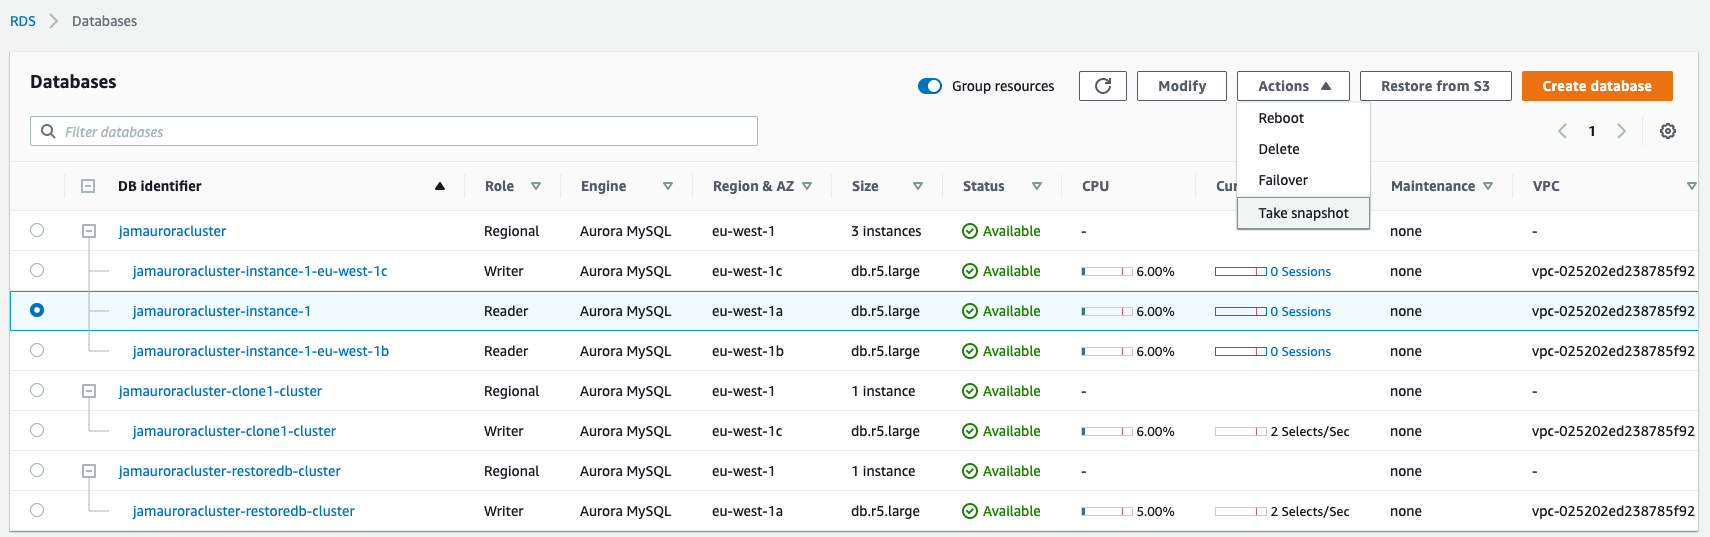 RDS > Databases
Databases
Group resources
Modify
Actions
Restore from S3
Create database
Filter databases
1
Reboot
Delete
Failover
Take snapshot
DB identifier Role Engine Region & AZ Size Status CPU Cu Maintenance VPC
jamauroracluster Regional Aurora MySQL eu-west-1 3 instances Available - none -
jamauroracluster-instance-1-eu-west-1c Writer Aurora MySQL eu-west-1c db.r5.large Available 6.00% 0 Sessions none vpc-025202ed238785f92
jamauroracluster-instance-1 Reader Aurora MySQL eu-west-1a db.r5.large Available 6.00% 0 Sessions none vpc-025202ed238785f92
jamauroracluster-instance-1-eu-west-1b Reader Aurora MySQL eu-west-1b db.r5.large Available 6.00% 0 Sessions none vpc-025202ed238785f92
jamauroracluster-clone1-cluster Regional Aurora MySQL eu-west-1 1 instance Available - none -
jamauroracluster-clone1-cluster Writer Aurora MySQL eu-west-1c db.r5.large Available 6.00% 2 Selects/Sec none vpc-025202ed238785f92
jamauroracluster-restoredb-cluster Regional Aurora MySQL eu-west-1 1 instance Available - none -
jamauroracluster-restoredb-cluster Writer Aurora MySQL eu-west-1a db.r5.large Available 5.00% 2 Selects/Sec none vpc-025202ed238785f92